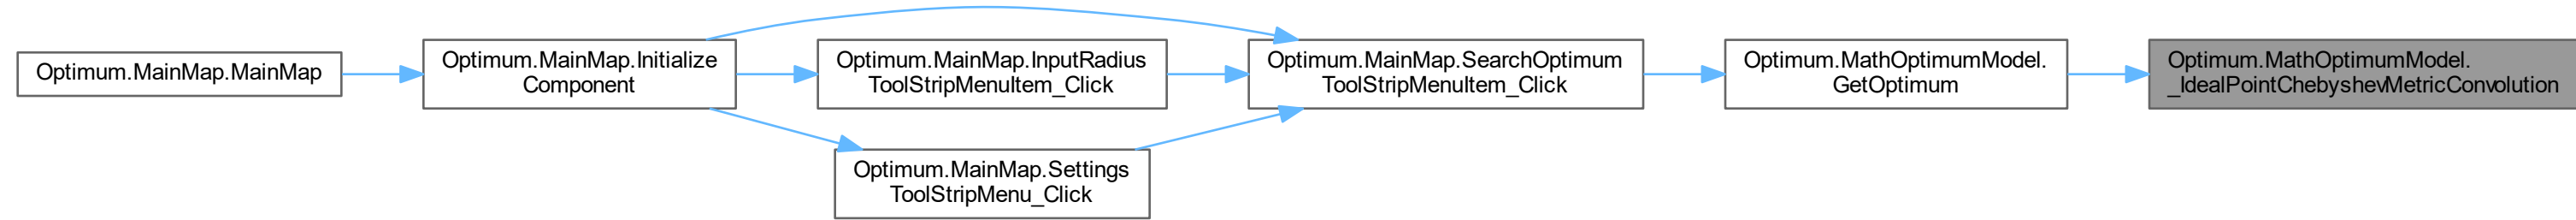 Optimum.MainMap.MainMap
Optimum.MainMap.Initialize
Component
Optimum.MainMap.InputRadius
ToolStripMenuItem_Click
Optimum.MainMap.Settings
ToolStripMenu_Click
Optimum.MainMap.SearchOptimum
ToolStripMenuItem_Click
Optimum.MathOptimumModel.
GetOptimum
Optimum.MathOptimumModel.
_IdealPointChebyshevMetricConvolution